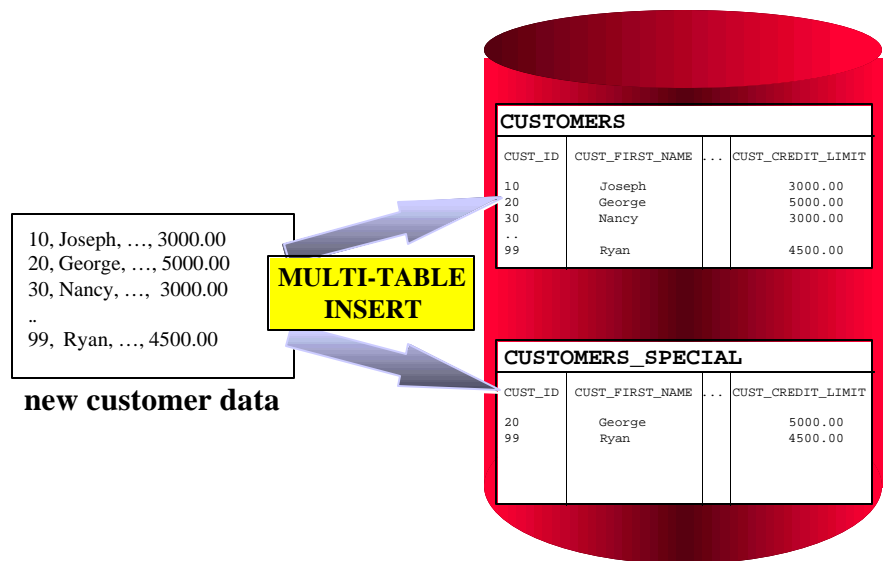 10, Joseph, …, 3000.00
20, George, …, 5000.00
30, Nancy, …, 3000.00
..
99, Ryan, …, 4500.00
new customer data
MULTI-TABLE
INSERT
CUSTOMERS
CUST_ID CUST_FIRST_NAME ... CUST_CREDIT_LIMIT
10 Joseph 3000.00
20 George 5000.00
30 Nancy 3000.00
..
99 Ryan 4500.00
CUSTOMERS_SPECIAL
CUST_ID CUST_FIRST_NAME ... CUST_CREDIT_LIMIT
20 George 5000.00
99 Ryan 4500.00